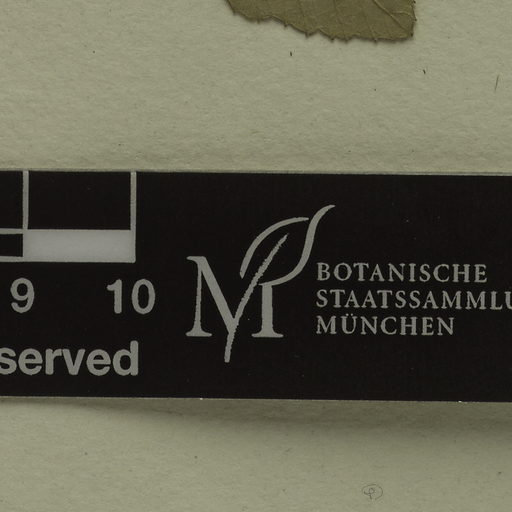 9 10
served
BOTANISCHE
STAATSSAMMLU
MÜNCHEN